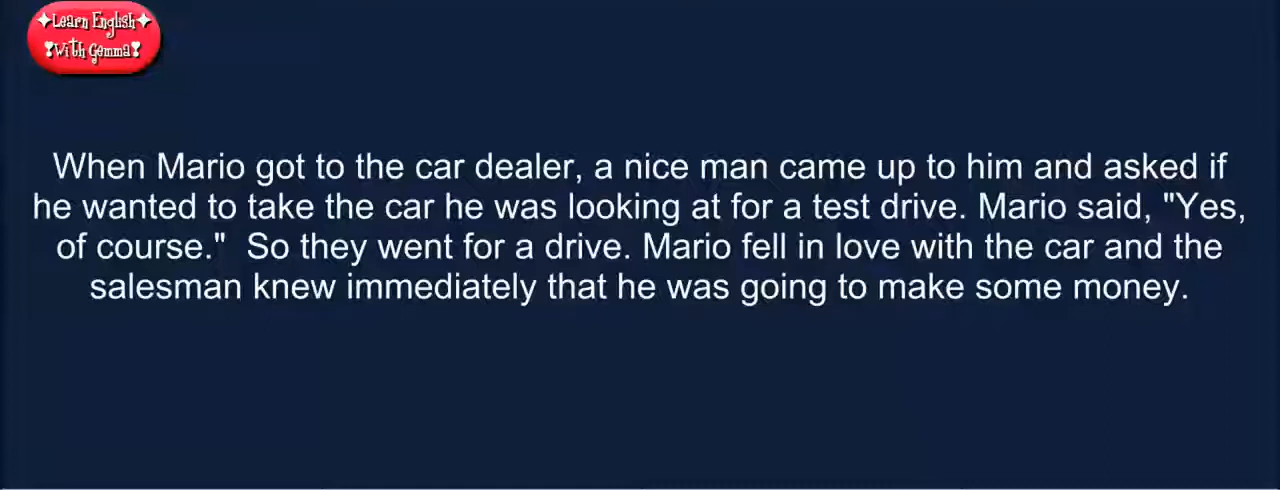 ✦Learn English✦
❣With Gemma❣
When Mario got to the car dealer, a nice man came up to him and asked if
he wanted to take the car he was looking at for a test drive. Mario said, "Yes,
of course."  So they went for a drive. Mario fell in love with the car and the
salesman knew immediately that he was going to make some money.